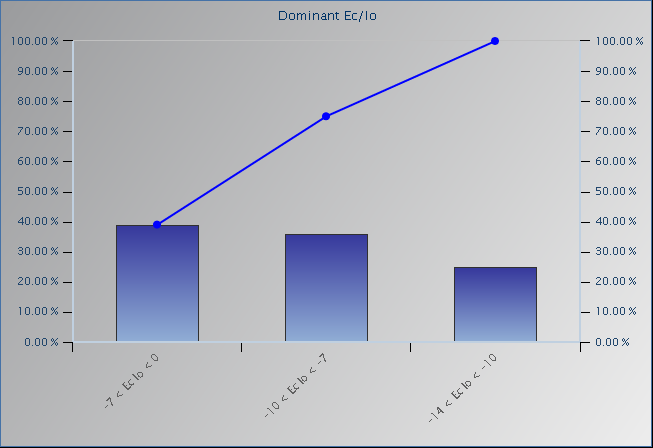 Dominant Ec/Io
100.00 % 100.00 %
90.00 % 90.00 %
80.00 % 80.00 %
70.00 % 70.00 %
60.00 % 60.00 %
50.00 % 50.00 %
40.00 % 40.00 %
30.00 % 30.00 %
20.00 % 20.00 %
10.00 % 10.00 %
0.00 % 0.00 %
-7 < Ec Io < 0
-10 < Ec Io < -7
-14 < Ec Io < -10